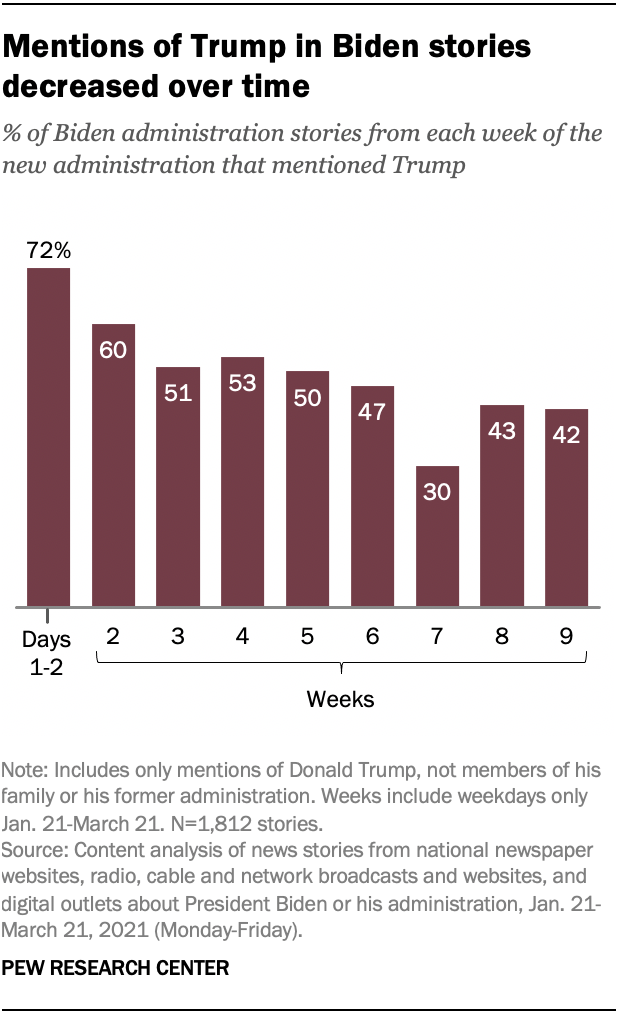 Mentions of Trump in Biden stories
decreased over time
% of Biden administration stories from each week of the
new administration that mentioned Trump
72%
60
51
53
50
47
30
43
42
Days
1-2
2
3
4
5
6
7
8
9
Weeks
Note: Includes only mentions of Donald Trump, not members of his
family or his former administration. Weeks include weekdays only
Jan. 21-March 21. N=1,812 stories.
Source: Content analysis of news stories from national newspaper
websites, radio, cable and network broadcasts and websites, and
digital outlets about President Biden or his administration, Jan. 21-
March 21, 2021 (Monday-Friday).
PEW RESEARCH CENTER